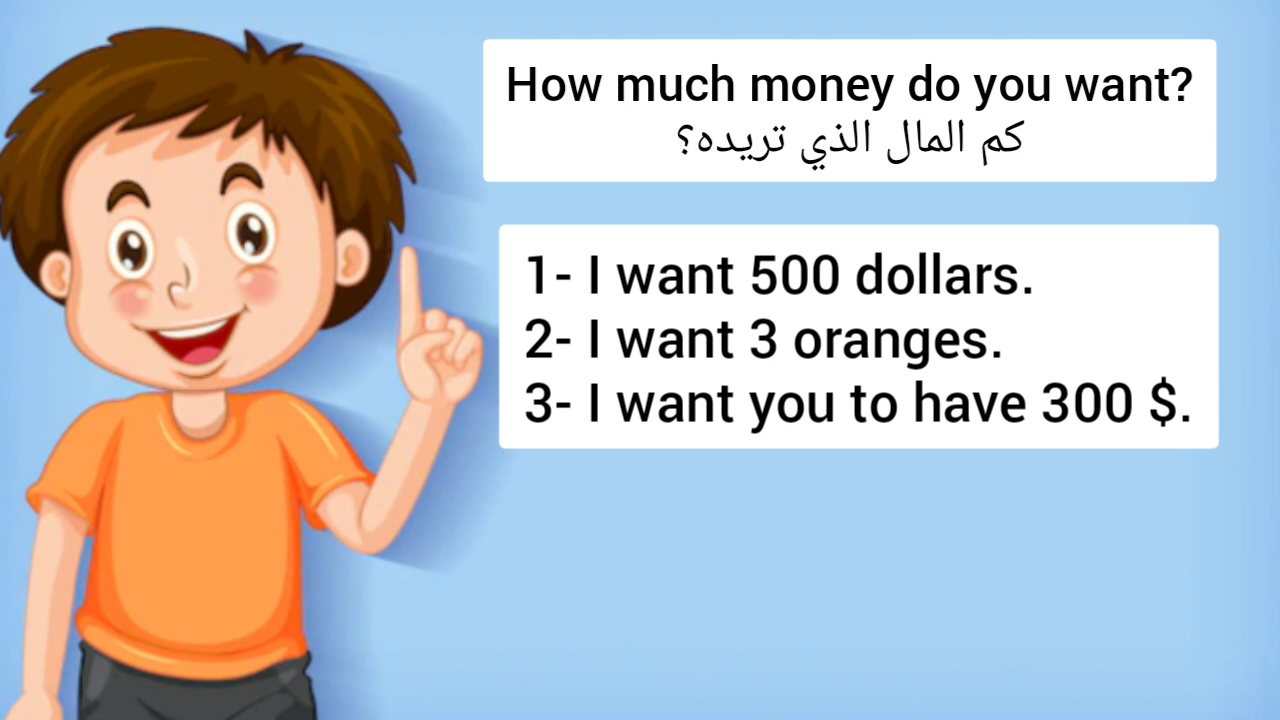 How much money do you want?
كم المال الذي تريده؟
1- I want 500 dollars.
2- I want 3 oranges.
3- I want you to have 300 $.